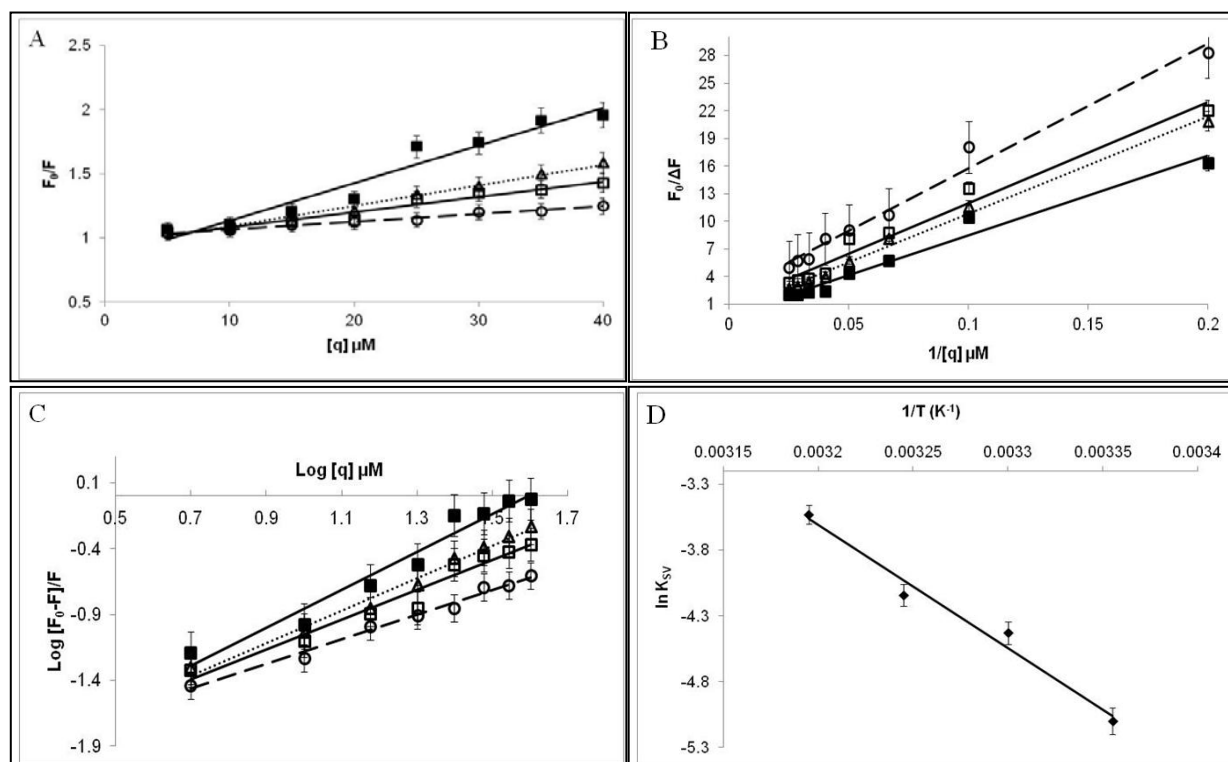 A
2.5
2
1.5
1
0.5
0 10 20 30 40
F₀/F
[q] µM
B
28
25
22
19
16
13
10
7
4
1
0 0.05 0.1 0.15 0.2
F₀/ΔF
1/[q] µM
C
Log [q] µM
0.1
-0.4
-0.9
-1.4
-1.9
0.5 0.7 0.9 1.1 1.3 1.5 1.7
Log [F₀-F]/F
D
1/T (K⁻¹)
0.00315 0.0032 0.00325 0.0033 0.00335 0.0034
-3.3
-3.8
-4.3
-4.8
-5.3
ln K_SV